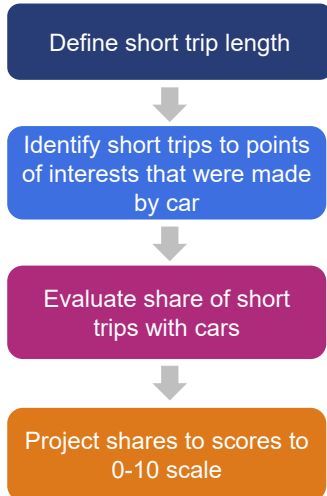 Define short trip length
Identify short trips to points
of interests that were made
by car
Evaluate share of short
trips with cars
Project shares to scores to
0-10 scale